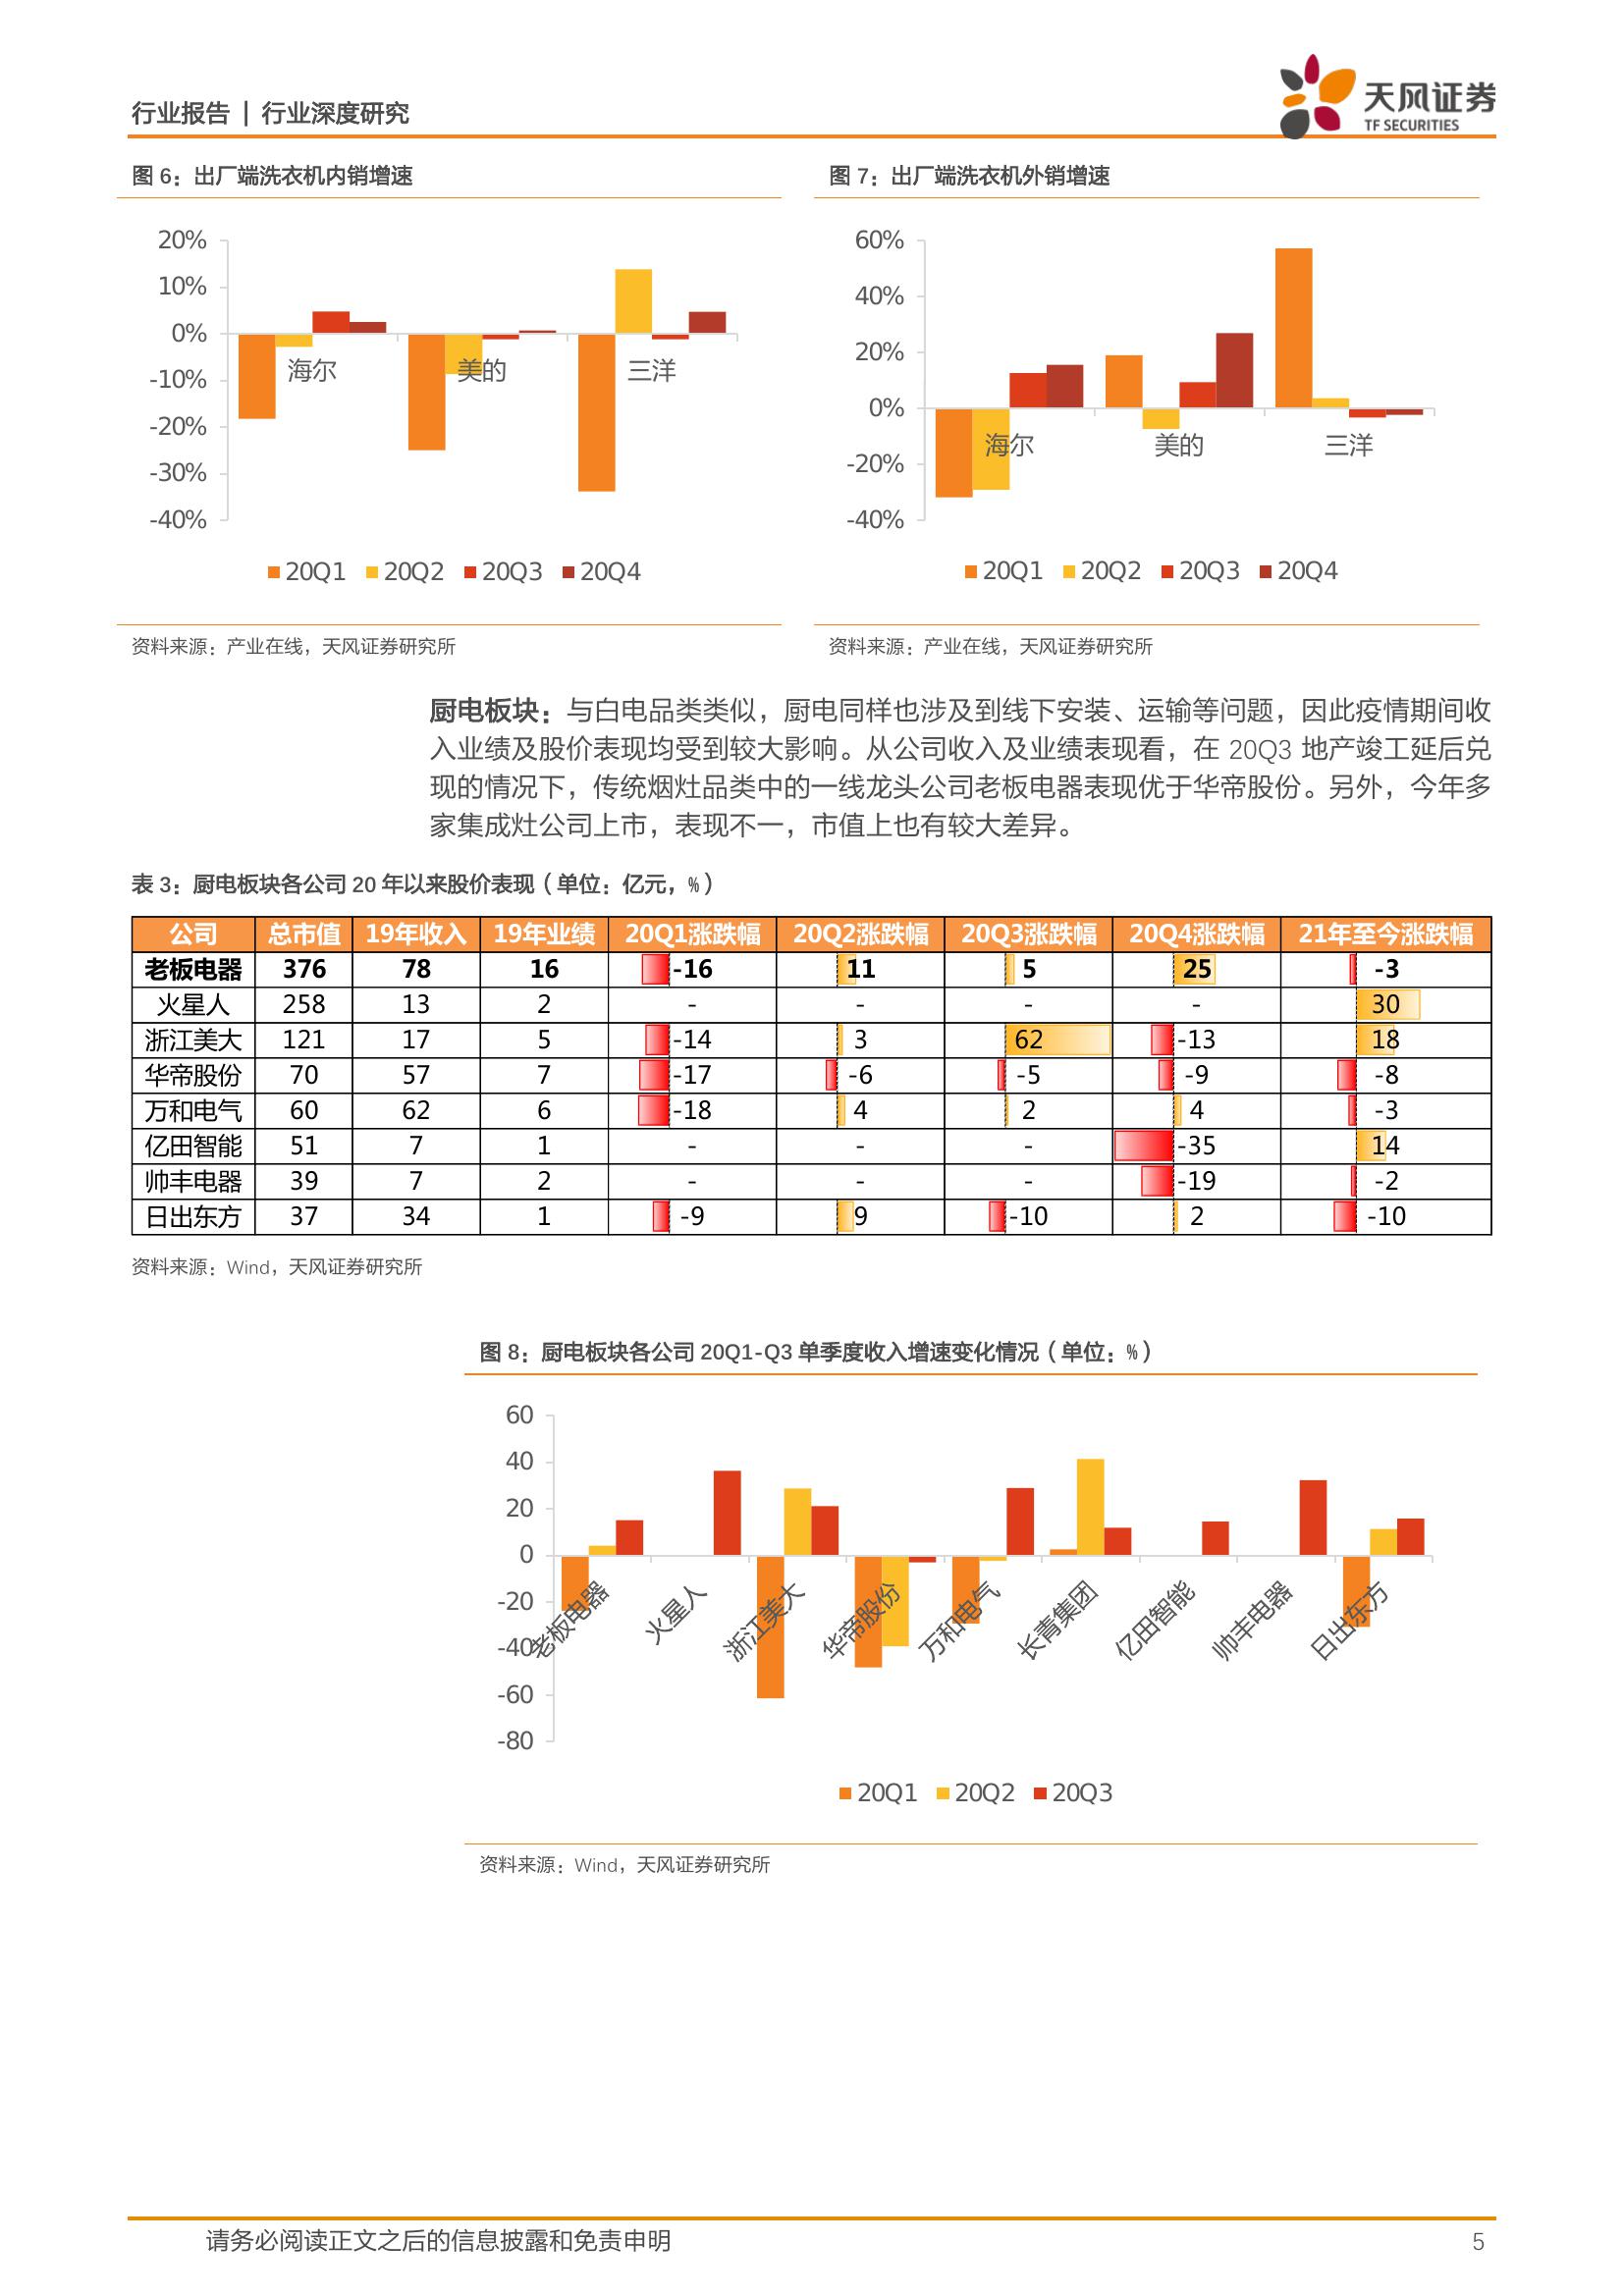 行业报告 | 行业深度研究
天风证券
TF SECURITIES
图 6：出厂端洗衣机内销增速
20%
10%
0%
-10%
-20%
-30%
-40%
海尔 美的 三洋
20Q1 20Q2 20Q3 20Q4
资料来源：产业在线，天风证券研究所
图 7：出厂端洗衣机外销增速
60%
40%
20%
0%
-20%
-40%
海尔 美的 三洋
20Q1 20Q2 20Q3 20Q4
资料来源：产业在线，天风证券研究所
厨电板块：与白电品类类似，厨电同样也涉及到线下安装、运输等问题，因此疫情期间收
入业绩及股价表现均受到较大影响。从公司收入及业绩表现看，在 20Q3 地产竣工延后兑
现的情况下，传统烟灶品类中的一线龙头公司老板电器表现优于华帝股份。另外，今年多
家集成灶公司上市，表现不一，市值上也有较大差异。
表 3：厨电板块各公司 20 年以来股价表现（单位：亿元，%）
公司 总市值 19年收入 19年业绩 20Q1涨跌幅 20Q2涨跌幅 20Q3涨跌幅 20Q4涨跌幅 21年至今涨跌幅
老板电器 376 78 16 -16 11 5 25 -3
火星人 258 13 2 - - - - 30
浙江美大 121 17 5 -14 3 62 -13 18
华帝股份 70 57 7 -17 -6 -5 -9 -8
万和电气 60 62 6 -18 4 2 4 -3
亿田智能 51 7 1 - - - -35 14
帅丰电器 39 7 2 - - - -19 -2
日出东方 37 34 1 -9 9 -10 2 -10
资料来源：Wind，天风证券研究所
图 8：厨电板块各公司 20Q1-Q3 单季度收入增速变化情况（单位：%）
60
40
20
0
-20
-40
-60
-80
老板电器 火星人 浙江美大 华帝股份 万和电气 长青集团 亿田智能 帅丰电器 日出东方
20Q1 20Q2 20Q3
资料来源：Wind，天风证券研究所
请务必阅读正文之后的信息披露和免责申明 5